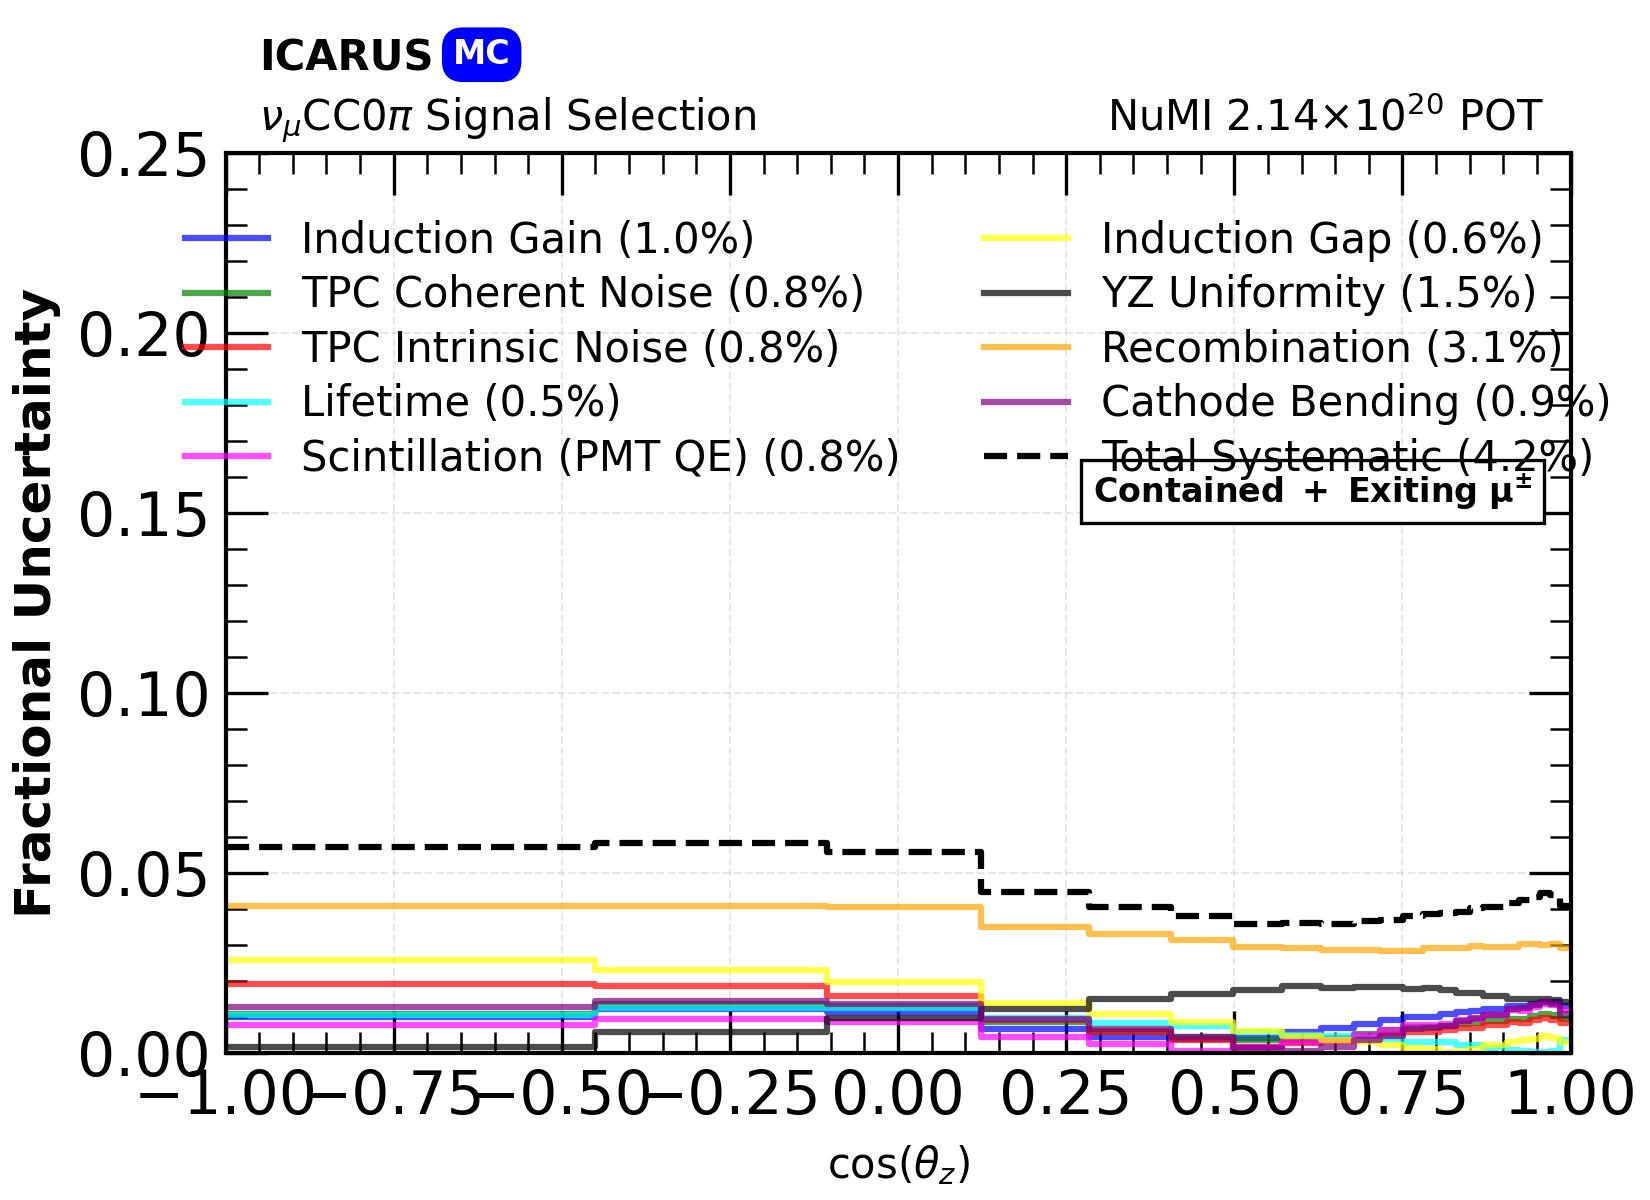 ICARUS MC
νμCC0π Signal Selection
NuMI 2.14×10²⁰ POT
Fractional Uncertainty
0.25
0.20
0.15
0.10
0.05
0.00
Induction Gain (1.0%)
TPC Coherent Noise (0.8%)
TPC Intrinsic Noise (0.8%)
Lifetime (0.5%)
Scintillation (PMT QE) (0.8%)
Induction Gap (0.6%)
YZ Uniformity (1.5%)
Recombination (3.1%)
Cathode Bending (0.9%)
Total Systematic (4.2%)
Contained + Exiting μ±
−1.00 −0.75 −0.50 −0.25 0.00 0.25 0.50 0.75 1.00
cos(θz)